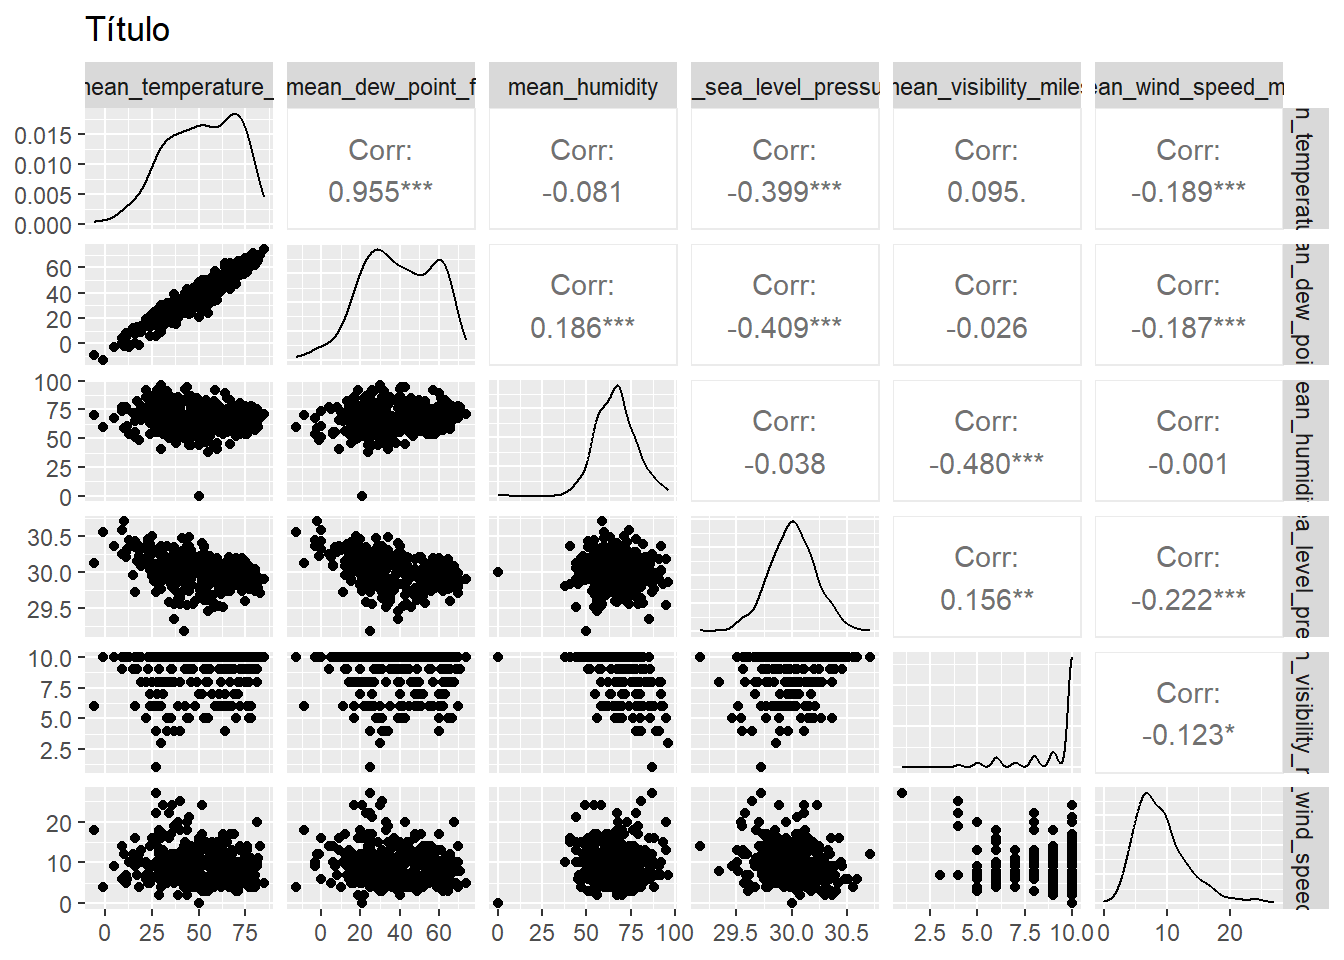 Título
mean_temperature_
mean_dew_point_f
mean_humidity
_sea_level_pressu
mean_visibility_miles
ean_wind_speed_m
0.015
0.010
0.005
0.000
Corr:
0.955***
Corr:
-0.081
Corr:
-0.399***
Corr:
0.095.
Corr:
-0.189***
n_temperatu
60
40
20
0
Corr:
0.186***
Corr:
-0.409***
Corr:
-0.026
Corr:
-0.187***
an_dew_poi
100
75
50
25
0
Corr:
-0.038
Corr:
-0.480***
Corr:
-0.001
ean_humidi
30.5
30.0
29.5
Corr:
0.156**
Corr:
-0.222***
ea_level_pre
10.0
7.5
5.0
2.5
Corr:
-0.123*
n_visibility_r
20
10
0
_wind_speed
0 25 50 75
0 20 40 60
0 25 50 75 100
29.5 30.0 30.5
2.5 5.0 7.5 10.0
0 10 20